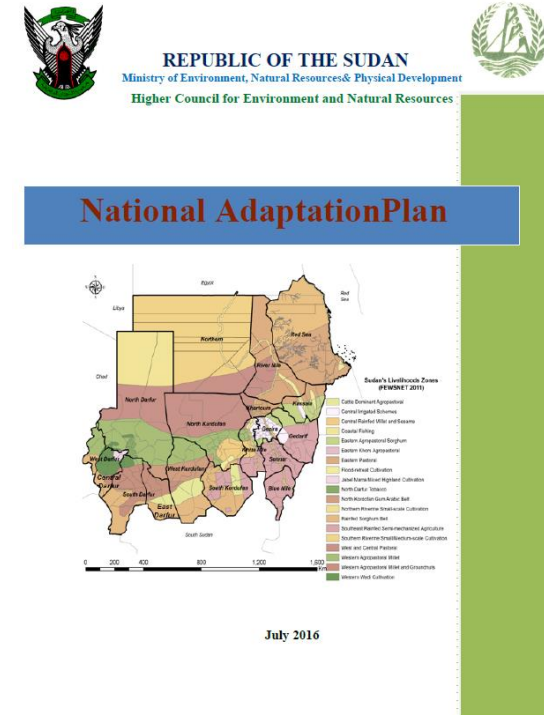 REPUBLIC OF THE SUDAN
Ministry of Environment, Natural Resources& Physical Development
Higher Council for Environment and Natural Resources
National AdaptationPlan
Egypt
Libya
Red
Sea
Northern
Red Sea
Chad
River Nile
Sudan's Livelihoods Zones
(FEWSNET 2011)
North Darfur
Khartoum
Kassala
North Kordofan
Gezira
Gedarif
West Darfur
White Nile
Central
Darfur
West Kordofan
Sennar
South Darfur
South Kordofan
Blue Nile
East
Darfur
South Sudan
Cattle Dominant Agropastoral
Central Irrigated Schemes
Central Rainfed Millet and Sesame
Coastal Fishing
Eastern Agropastoral Sorghum
Eastern Khors Agropastoral
Eastern Pastoral
Flood-retreat Cultivation
Jebel Marra Mixed Highland Cultivation
North Darfur Tobacco
North Kordofan Gum Arabic Belt
Northern Riverine Small-scale Cultivation
Rainfed Sorghum Belt
Southeast Rainfed Semi-mechanized Agriculture
Southern Riverine Small/Medium-scale Cultivation
West and Central Pastoral
Western Agropastoral Millet
Western Agropastoral Millet and Groundnuts
Western Wadi Cultivation
0 200 400 800 1,200 1,600
Km
July 2016